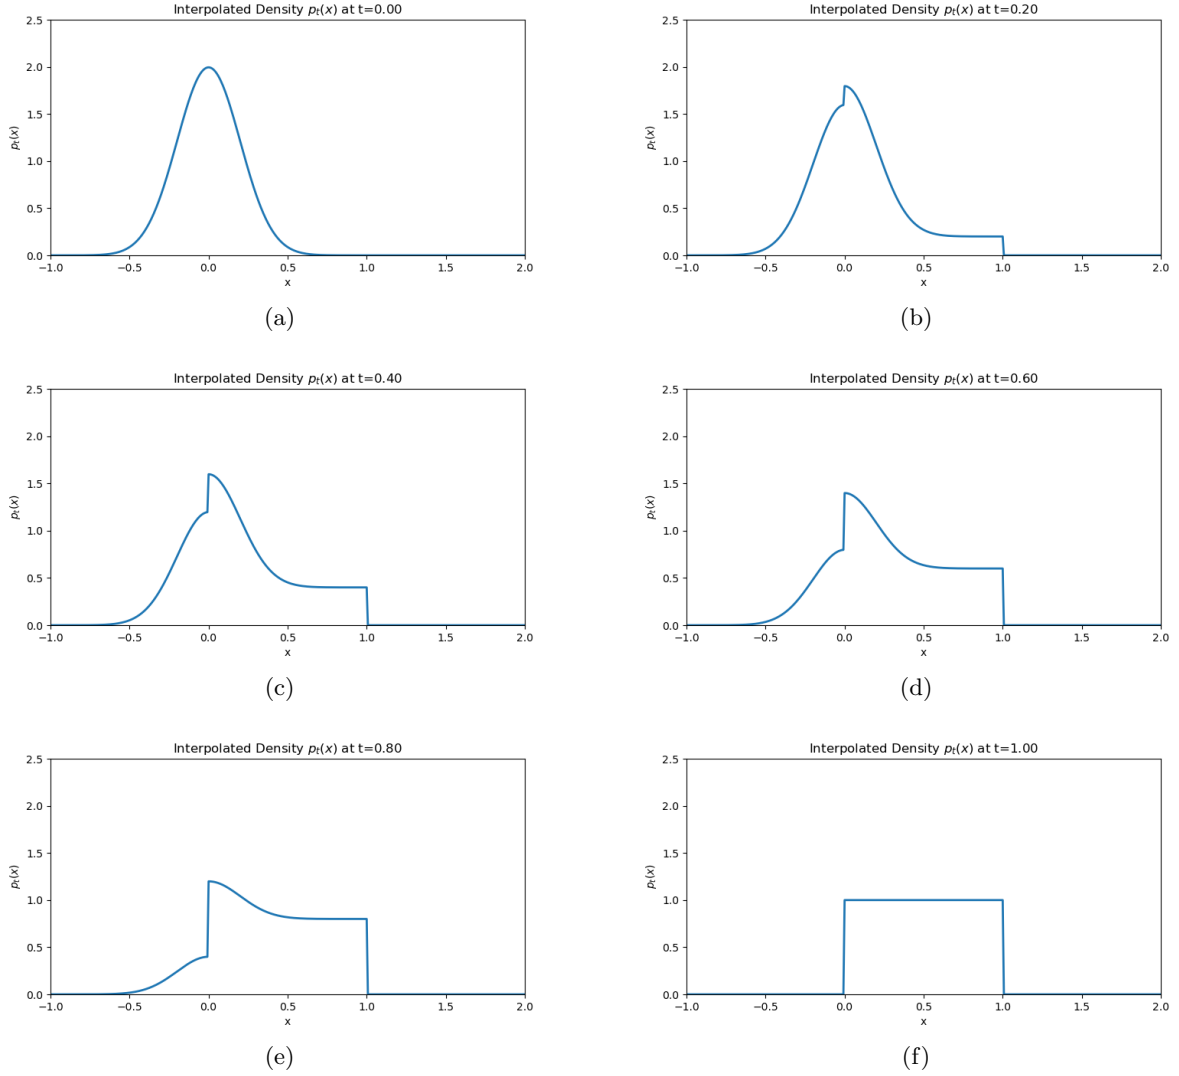 Interpolated Density p_t(x) at t=0.00
2.5
2.0
1.5
1.0
0.5
0.0
p_t(x)
−1.0 −0.5 0.0 0.5 1.0 1.5 2.0
x
(a)
Interpolated Density p_t(x) at t=0.20
2.5
2.0
1.5
1.0
0.5
0.0
p_t(x)
−1.0 −0.5 0.0 0.5 1.0 1.5 2.0
x
(b)
Interpolated Density p_t(x) at t=0.40
2.5
2.0
1.5
1.0
0.5
0.0
p_t(x)
−1.0 −0.5 0.0 0.5 1.0 1.5 2.0
x
(c)
Interpolated Density p_t(x) at t=0.60
2.5
2.0
1.5
1.0
0.5
0.0
p_t(x)
−1.0 −0.5 0.0 0.5 1.0 1.5 2.0
x
(d)
Interpolated Density p_t(x) at t=0.80
2.5
2.0
1.5
1.0
0.5
0.0
p_t(x)
−1.0 −0.5 0.0 0.5 1.0 1.5 2.0
x
(e)
Interpolated Density p_t(x) at t=1.00
2.5
2.0
1.5
1.0
0.5
0.0
p_t(x)
−1.0 −0.5 0.0 0.5 1.0 1.5 2.0
x
(f)